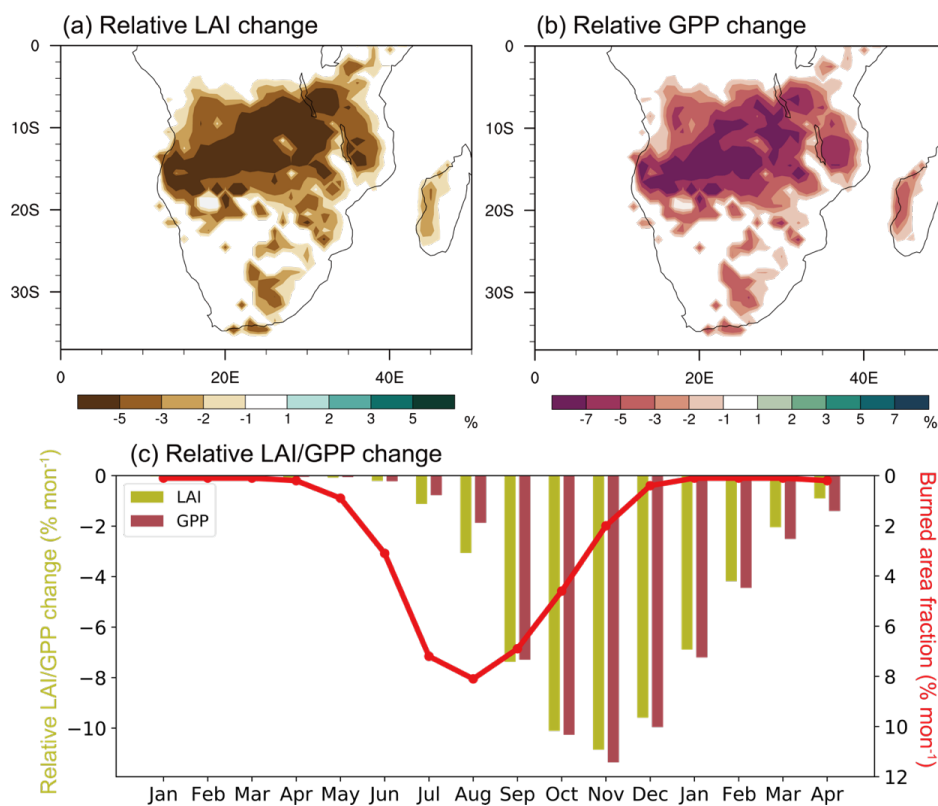 (a) Relative LAI change
0
10S
20S
30S
0 20E 40E
-5 -3 -2 -1 1 2 3 5 %
(b) Relative GPP change
0
10S
20S
30S
0 20E 40E
-7 -5 -3 -2 -1 1 2 3 5 7 %
(c) Relative LAI/GPP change
Relative LAI/GPP change (% mon⁻¹)
0
−2
−4
−6
−8
−10
LAI
GPP
0
2
4
6
8
10
12
Burned area fraction (% mon⁻¹)
Jan Feb Mar Apr May Jun Jul Aug Sep Oct Nov Dec Jan Feb Mar Apr